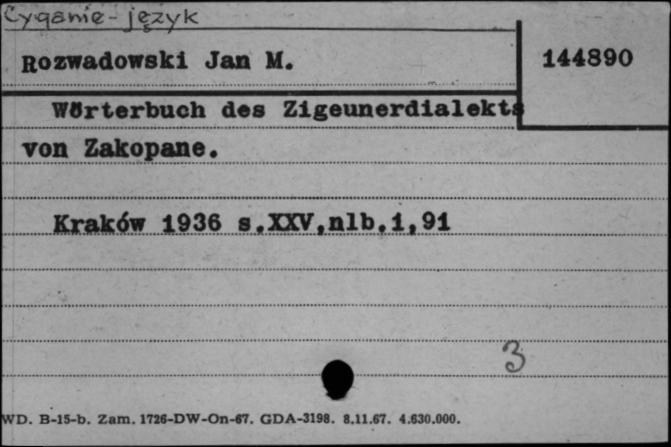 Cyganie - język
Rozwadowski Jan M.
144890
Wörterbuch des Zigeunerdialekts
von Zakopane.
Kraków 1936 s.XXV,nlb.1,91
3
WD. B-15-b. Zam. 1726-DW-On-67. GDA-3198. 8.11.67. 4.630.000.